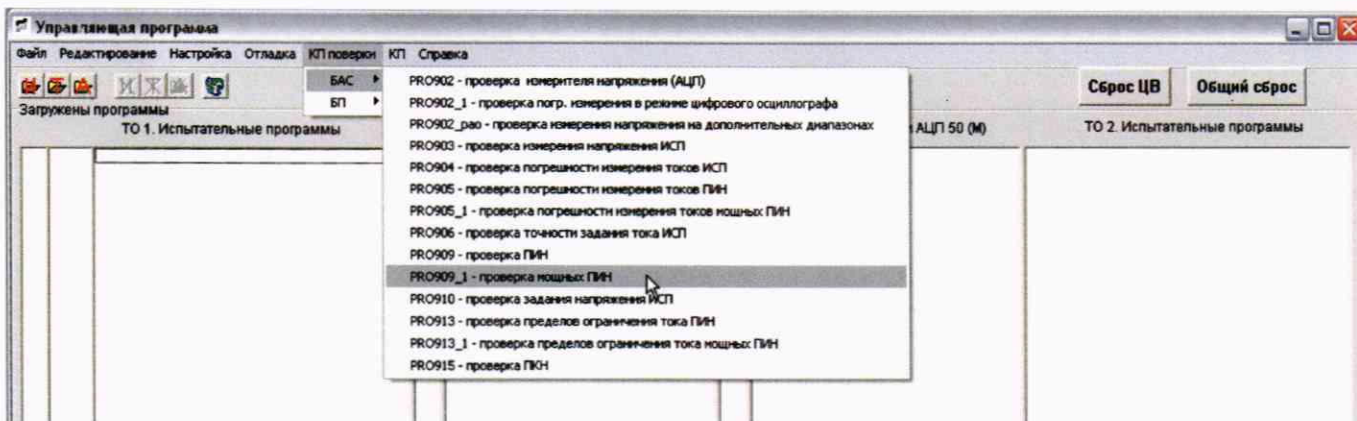 Управляющая программа
Файл Редактирование Настройка Отладка КП поверки КП Справка
БАС
БП
Сброс ЦВ Общий сброс
Загружены программы
ТО 1. Испытательные программы
АЦП 50 (М)
ТО 2. Испытательные программы
PRO902 - проверка измерителя напряжения (АЦП)
PRO902_1 - проверка погр. измерения в режиме цифрового осциллографа
PRO902_pao - проверка измерения напряжения на дополнительных диапазонах
PRO903 - проверка измерения напряжения ИСП
PRO904 - проверка погрешности измерения токов ИСП
PRO905 - проверка погрешности измерения токов ПИН
PRO905_1 - проверка погрешности измерения токов мощных ПИН
PRO906 - проверка точности задания тока ИСП
PRO909 - проверка ПИН
PRO909_1 - проверка мощных ПИН
PRO910 - проверка задания напряжения ИСП
PRO913 - проверка пределов ограничения тока ПИН
PRO913_1 - проверка пределов ограничения тока мощных ПИН
PRO915 - проверка ПКН